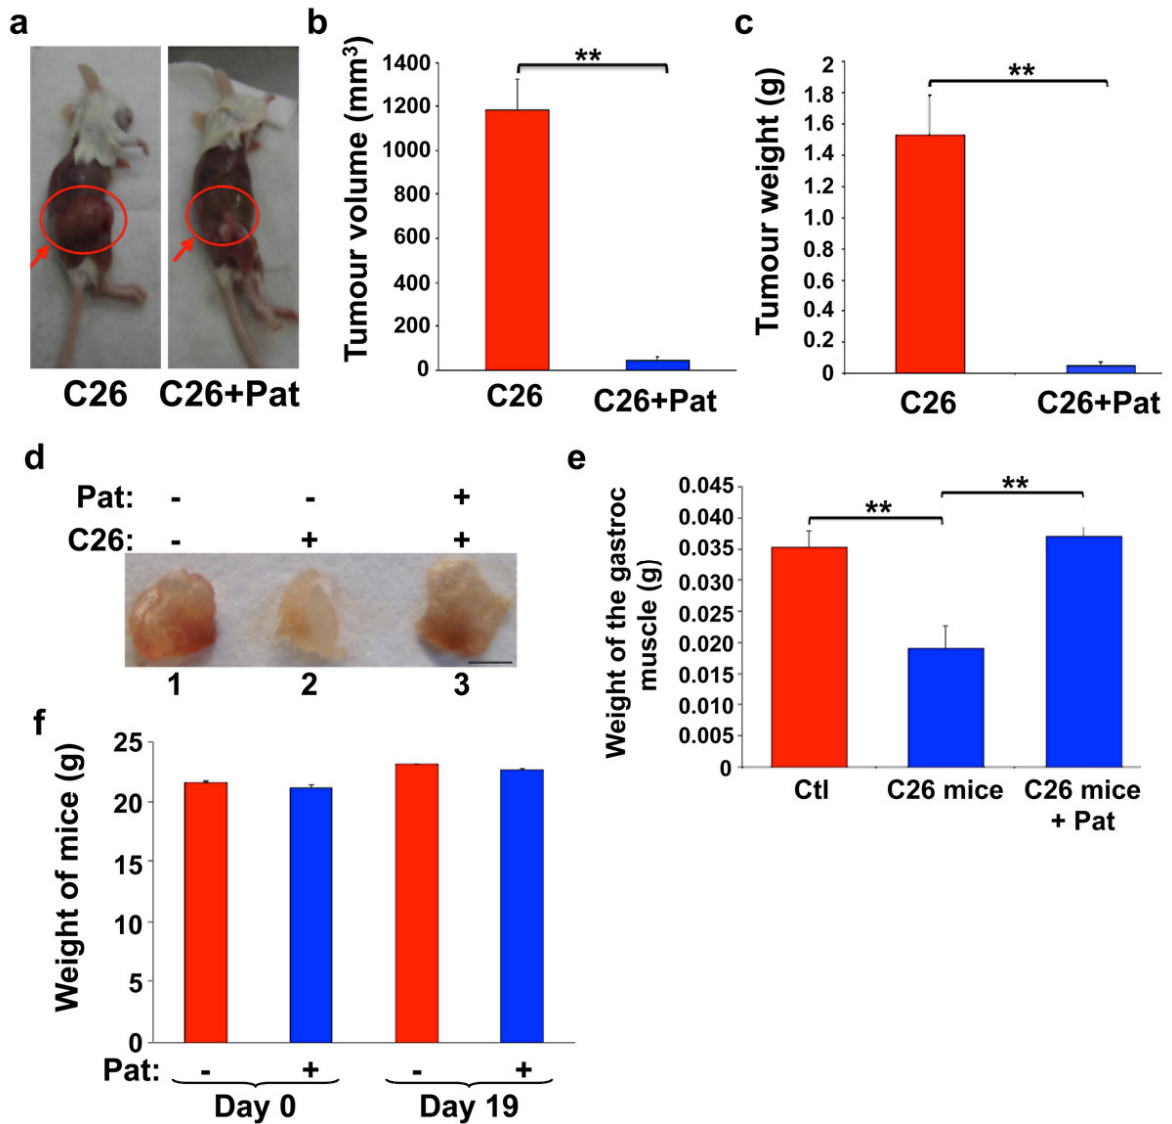 a
C26 C26+Pat
b
Tumour volume (mm³)
1400
1200
1000
800
600
400
200
0
**
C26 C26+Pat
c
Tumour weight (g)
2
1.8
1.6
1.4
1.2
1.0
0.8
0.6
0.4
0.2
0
**
C26 C26+Pat
d
Pat: - - +
C26: - + +
1 2 3
e
Weight of the gastroc
muscle (g)
0.045
0.040
0.035
0.030
0.025
0.020
0.015
0.010
0.005
0
** **
Ctl C26 mice C26 mice
+ Pat
f
Weight of mice (g)
25
20
15
10
5
0
Pat: - + - +
Day 0 Day 19